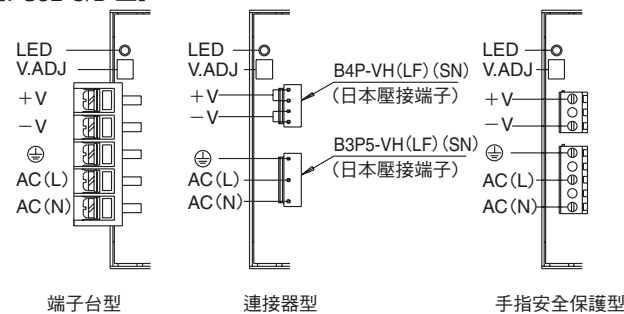 LED
V.ADJ
+V
-V
AC(L)
AC(N)
端子台型
LED
V.ADJ
+V
-V
AC(L)
AC(N)
B4P-VH(LF)(SN)
(日本壓接端子)
B3P5-VH(LF)(SN)
(日本壓接端子)
連接器型
LED
V.ADJ
+V
-V
AC(L)
AC(N)
手指安全保護型